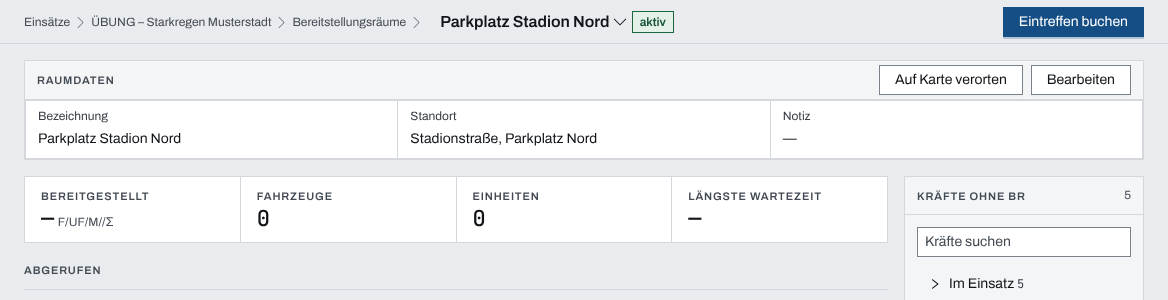 Einsätze > ÜBUNG – Starkregen Musterstadt > Bereitstellungsräume > Parkplatz Stadion Nord aktiv Eintreffen buchen
RAUMDATEN Auf Karte verorten Bearbeiten
Bezeichnung Standort Notiz
Parkplatz Stadion Nord Stadionstraße, Parkplatz Nord —
BEREITGESTELLT FAHRZEUGE EINHEITEN LÄNGSTE WARTEZEIT KRÄFTE OHNE BR 5
– F/UF/M//Σ 0 0 –
Kräfte suchen
ABGERUFEN
Im Einsatz 5